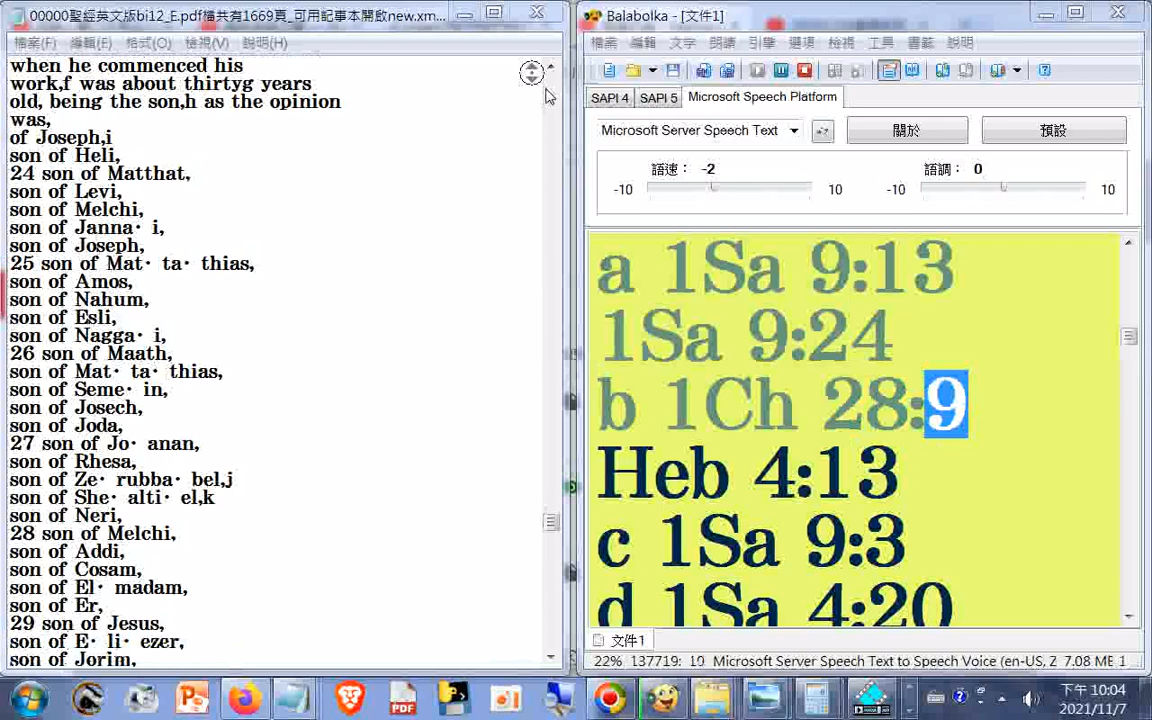 00000聖經英文版bi12_E.pdf檔共有1669頁_可用記事本開啟new.xm...
檔案(F) 編輯(E) 格式(O) 檢視(V) 說明(H)
when he commenced his
work,f was about thirtyg years
old, being the son,h as the opinion
was,
of Joseph,i
son of Heli,
24 son of Matthat,
son of Levi,
son of Melchi,
son of Janna· i,
son of Joseph,
25 son of Mat· ta· thias,
son of Amos,
son of Nahum,
son of Esli,
son of Nagga· i,
26 son of Maath,
son of Mat· ta· thias,
son of Seme· in,
son of Josech,
son of Joda,
27 son of Jo· anan,
son of Rhesa,
son of Ze· rubba· bel,j
son of She· alti· el,k
son of Neri,
28 son of Melchi,
son of Addi,
son of Cosam,
son of El· madam,
son of Er,
29 son of Jesus,
son of E· li· ezer,
son of Jorim,
Balabolka - [文件1]
檔案 編輯 文字 朗讀 引擎 選項 檢視 工具 書籤 說明
SAPI 4 SAPI 5 Microsoft Speech Platform
Microsoft Server Speech Text 關於 預設
語速： -2 語調： 0
-10 10 -10 10
a 1Sa 9:13
1Sa 9:24
b 1Ch 28:9
Heb 4:13
c 1Sa 9:3
d 1Sa 4:20
文件1
22% 137719: 10 Microsoft Server Speech Text to Speech Voice (en-US, Z 7.08 MB 1
PDF
下午 10:04
2021/11/7